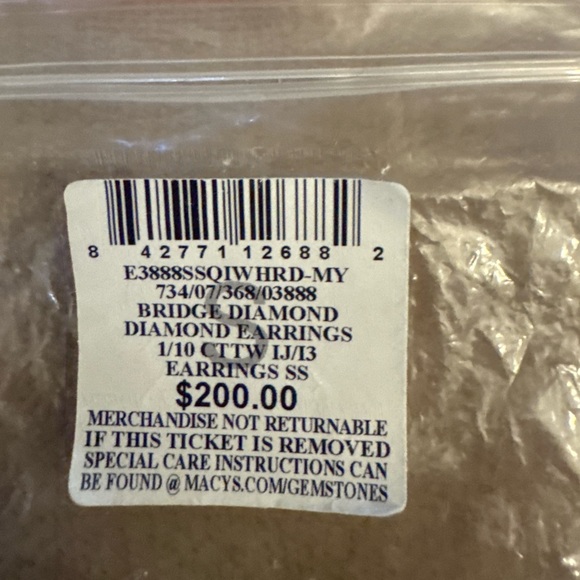 8 42771 12688 2
E3888SSQIWHRD-MY
734/07/368/03888
BRIDGE DIAMOND
DIAMOND EARRINGS
1/10 CTTW IJ/I3
EARRINGS SS
$200.00
MERCHANDISE NOT RETURNABLE
IF THIS TICKET IS REMOVED
SPECIAL CARE INSTRUCTIONS CAN
BE FOUND @ MACYS.COM/GEMSTONES
S